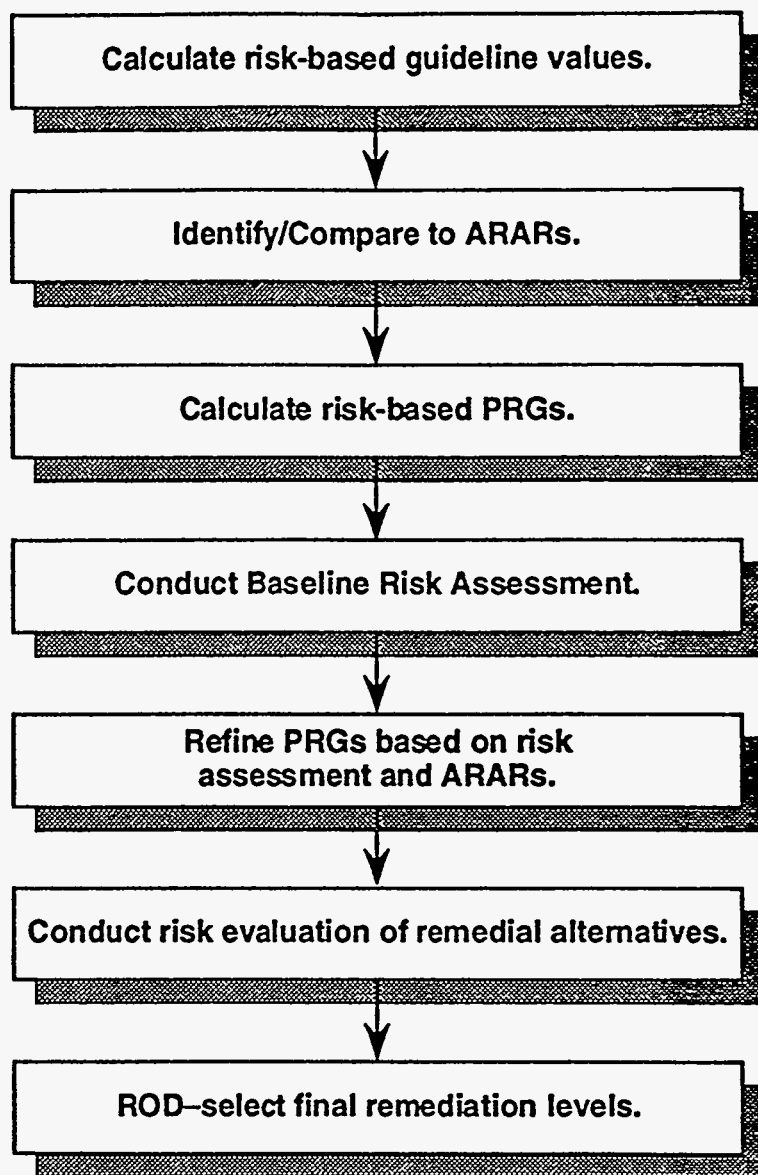 Calculate risk-based guideline values.
Identify/Compare to ARARs.
Calculate risk-based PRGs.
Conduct Baseline Risk Assessment.
Refine PRGs based on risk
assessment and ARARs.
Conduct risk evaluation of remedial alternatives.
ROD–select final remediation levels.